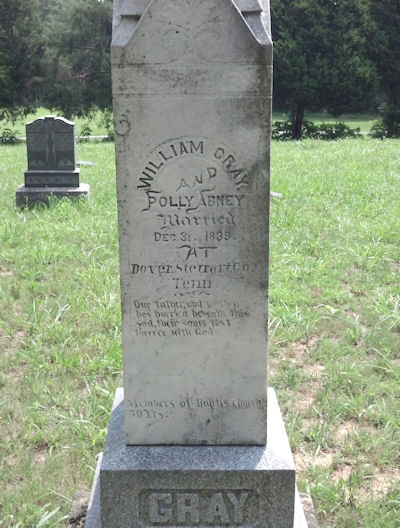 WILLIAM GRAY
AND
POLLY ABNEY
Married
DEC. 31. 1839.
AT
Dover, Stewart Co.
Tenn
Our father, and mother
lies buried beneath this
sod, their souls rest
forever with God
Members of Baptis church
50 Yrs.
GRAY